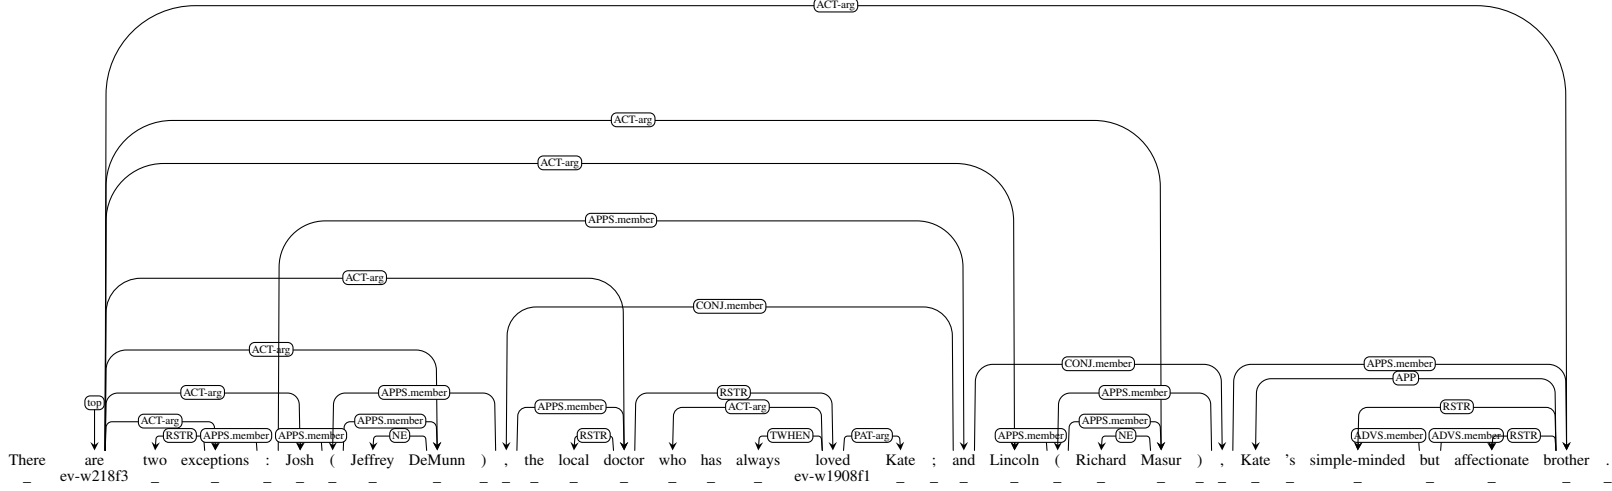 ACT-arg
ACT-arg
ACT-arg
APPS.member
ACT-arg
CONJ.member
ACT-arg CONJ.member APPS.member
APP
top ACT-arg APPS.member RSTR APPS.member
APPS.member ACT-arg RSTR
ACT-arg APPS.member APPS.member
RSTR APPS.member APPS.member NE RSTR TWHEN PAT-arg APPS.member NE ADVS.member ADVS.member RSTR
There are two exceptions : Josh ( Jeffrey DeMunn ) , the local doctor who has always loved Kate ; and Lincoln ( Richard Masur ) , Kate 's simple-minded but affectionate brother .
_ ev-w218f3 _ _ _ _ _ _ _ _ _ _ _ _ _ _ _ ev-w1908f1 _ _ _ _ _ _ _ _ _ _ _ _ _ _ _ _